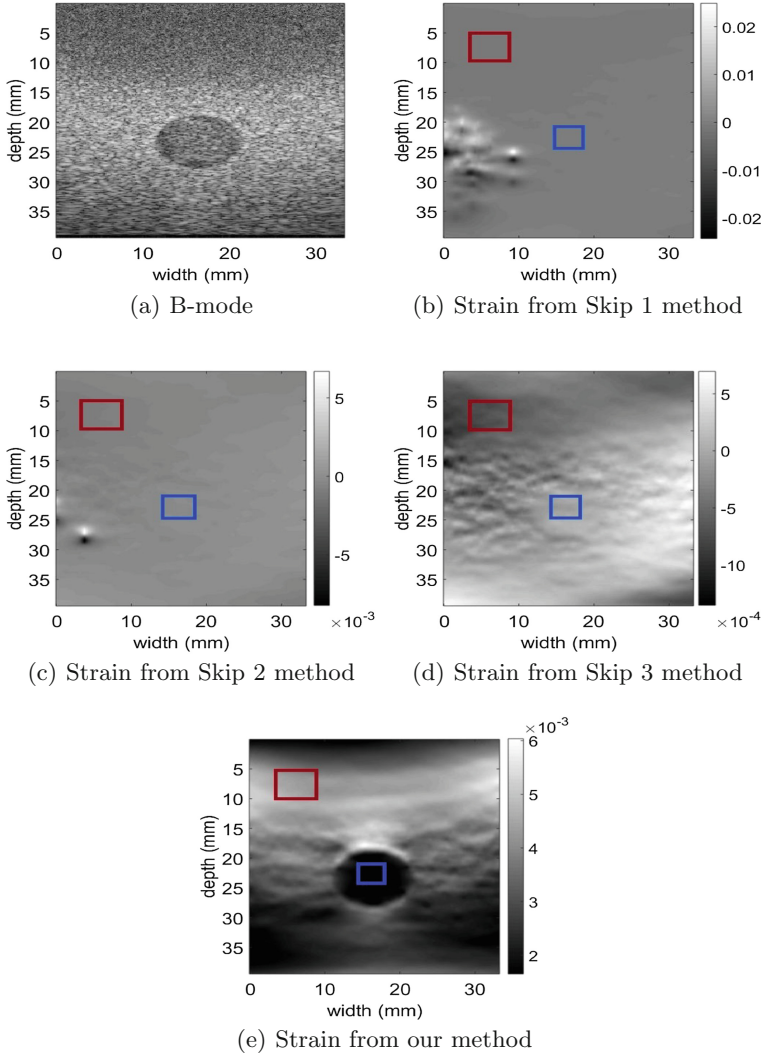 5
10
15
20
25
30
35
depth (mm)
0 10 20 30
width (mm)
(a) B-mode
5
10
15
20
25
30
35
depth (mm)
0 10 20 30
width (mm)
0.02
0.01
0
-0.01
-0.02
(b) Strain from Skip 1 method
5
10
15
20
25
30
35
depth (mm)
0 10 20 30
width (mm)
5
0
-5
×10-3
(c) Strain from Skip 2 method
5
10
15
20
25
30
35
depth (mm)
0 10 20 30
width (mm)
5
0
-5
-10
×10-4
(d) Strain from Skip 3 method
5
10
15
20
25
30
35
depth (mm)
0 10 20 30
width (mm)
×10-3
6
5
4
3
2
(e) Strain from our method